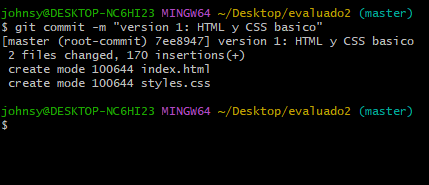 johnsy@DESKTOP-NC6HI23 MINGW64 ~/Desktop/evaluado2 (master)
$ git commit -m "version 1: HTML y CSS basico"
[master (root-commit) 7ee8947] version 1: HTML y CSS basico
 2 files changed, 170 insertions(+)
 create mode 100644 index.html
 create mode 100644 styles.css
johnsy@DESKTOP-NC6HI23 MINGW64 ~/Desktop/evaluado2 (master)
$